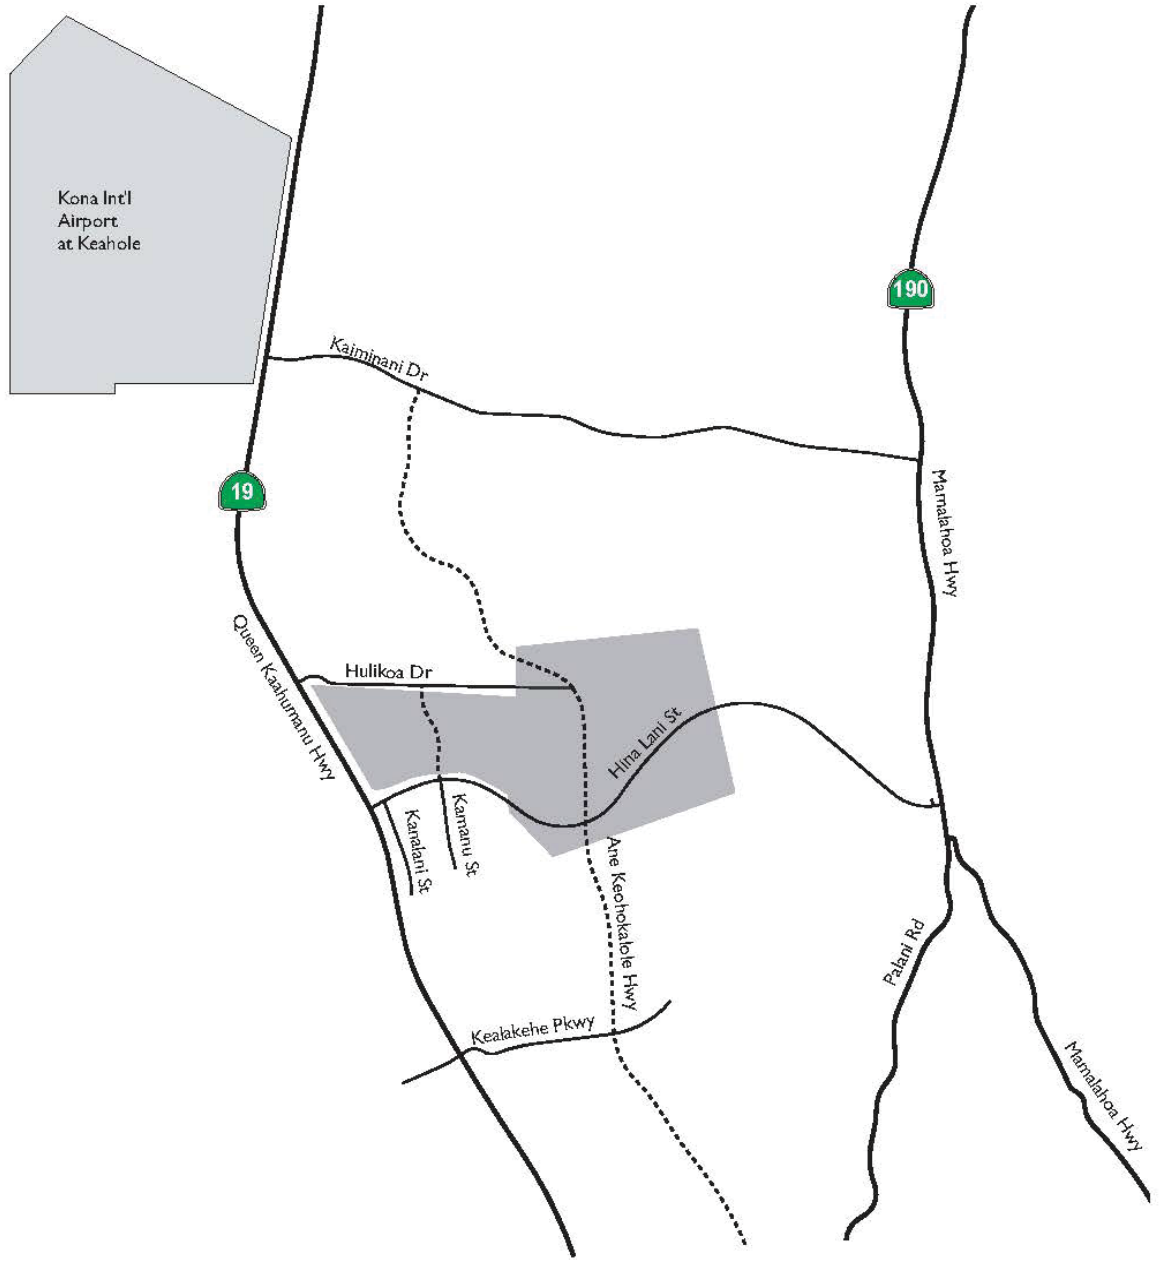 Kona Int'l
Airport
at Keahole
190
Kaiminani Dr
19
Mamalahoa Hwy
Queen Kaahumanu Hwy
Hulikoa Dr
Hina Lani St
Kanalani St
Kamanu St
Ane Keohokalole Hwy
Palani Rd
Kealakehe Pkwy
Mamalahoa Hwy